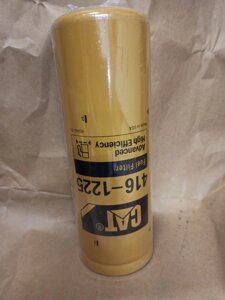 CAT
416-1225
Fuel Filter
Advanced
High Efficiency